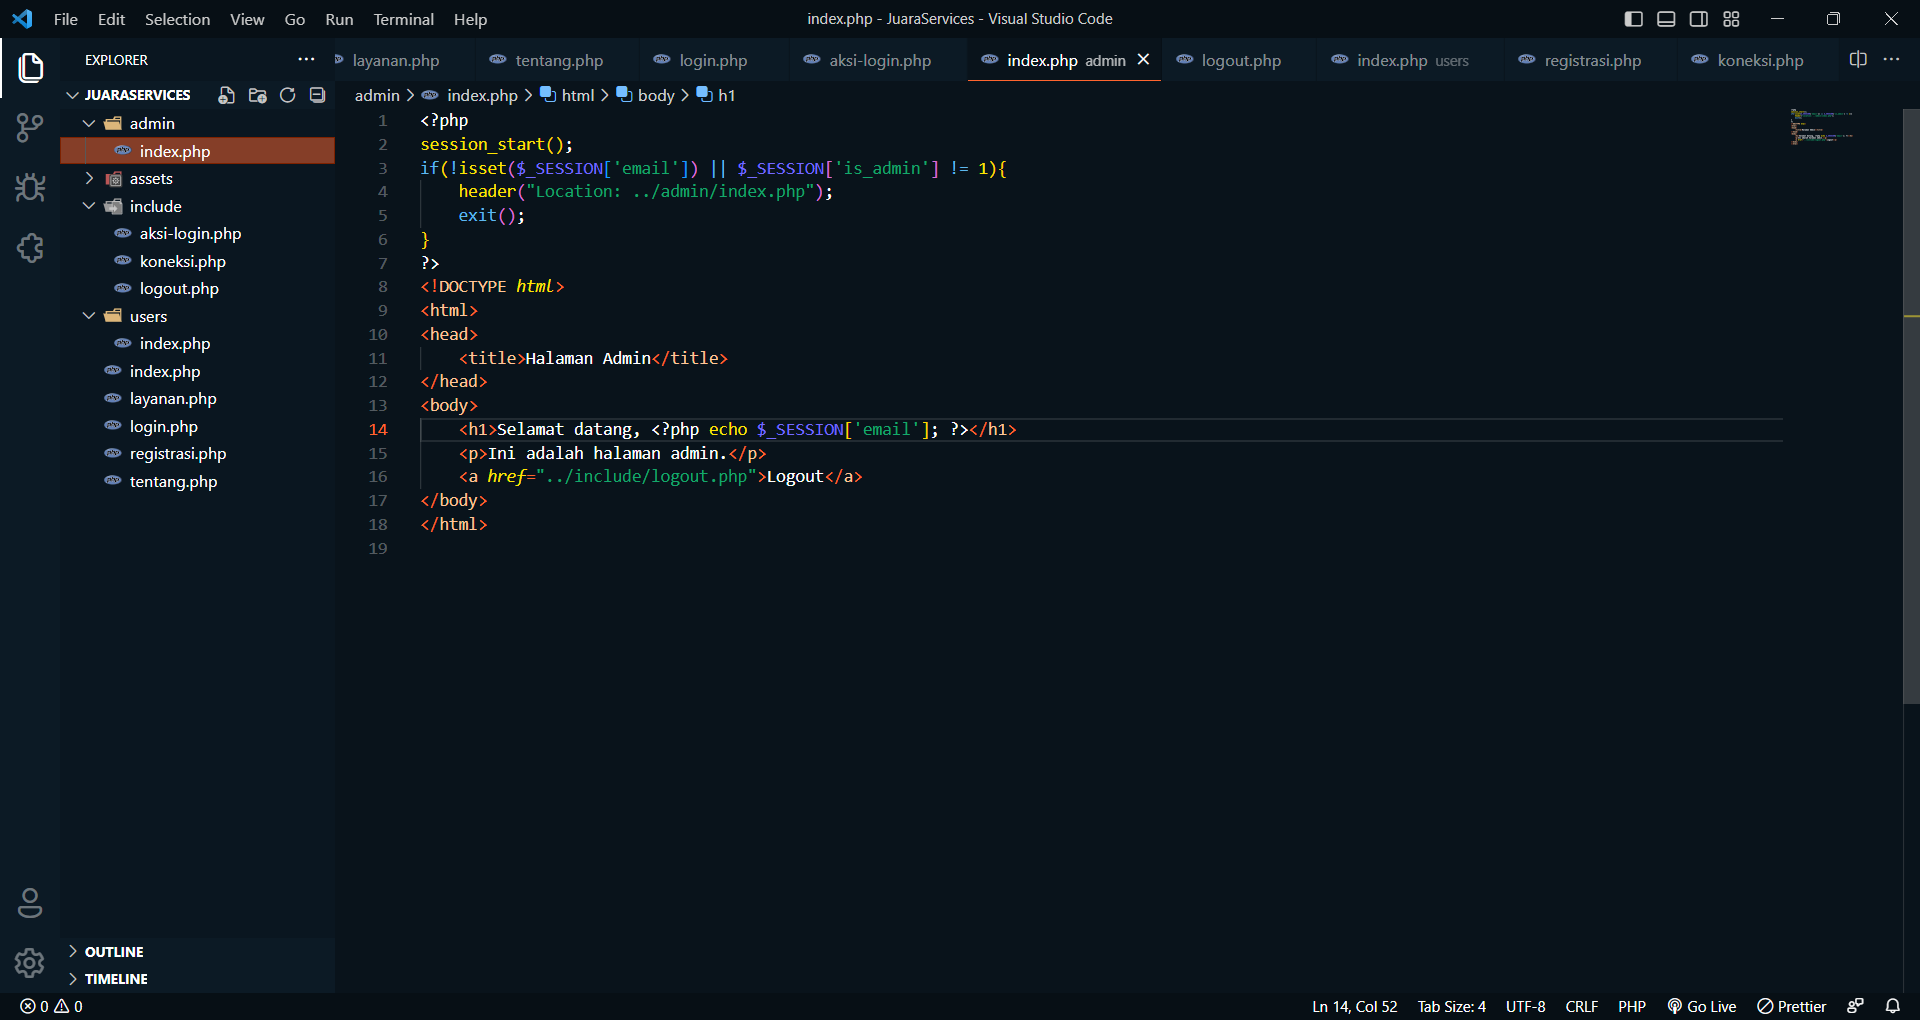 File Edit Selection View Go Run Terminal Help
index.php - JuaraServices - Visual Studio Code
EXPLORER
layanan.php
tentang.php
login.php
aksi-login.php
index.php admin
logout.php
index.php users
registrasi.php
koneksi.php
JUARASERVICES
admin
index.php
assets
include
aksi-login.php
koneksi.php
logout.php
users
index.php
index.php
layanan.php
login.php
registrasi.php
tentang.php
OUTLINE
TIMELINE
admin > index.php > html > body > h1
1 <?php
2 session_start();
3 if(!isset($_SESSION['email']) || $_SESSION['is_admin'] != 1){
4     header("Location: ../admin/index.php");
5     exit();
6 }
7 ?>
8 <!DOCTYPE html>
9 <html>
10 <head>
11     <title>Halaman Admin</title>
12 </head>
13 <body>
14     <h1>Selamat datang, <?php echo $_SESSION['email']; ?></h1>
15     <p>Ini adalah halaman admin.</p>
16     <a href="../include/logout.php">Logout</a>
17 </body>
18 </html>
19
0 0
Ln 14, Col 52 Tab Size: 4 UTF-8 CRLF PHP Go Live Prettier